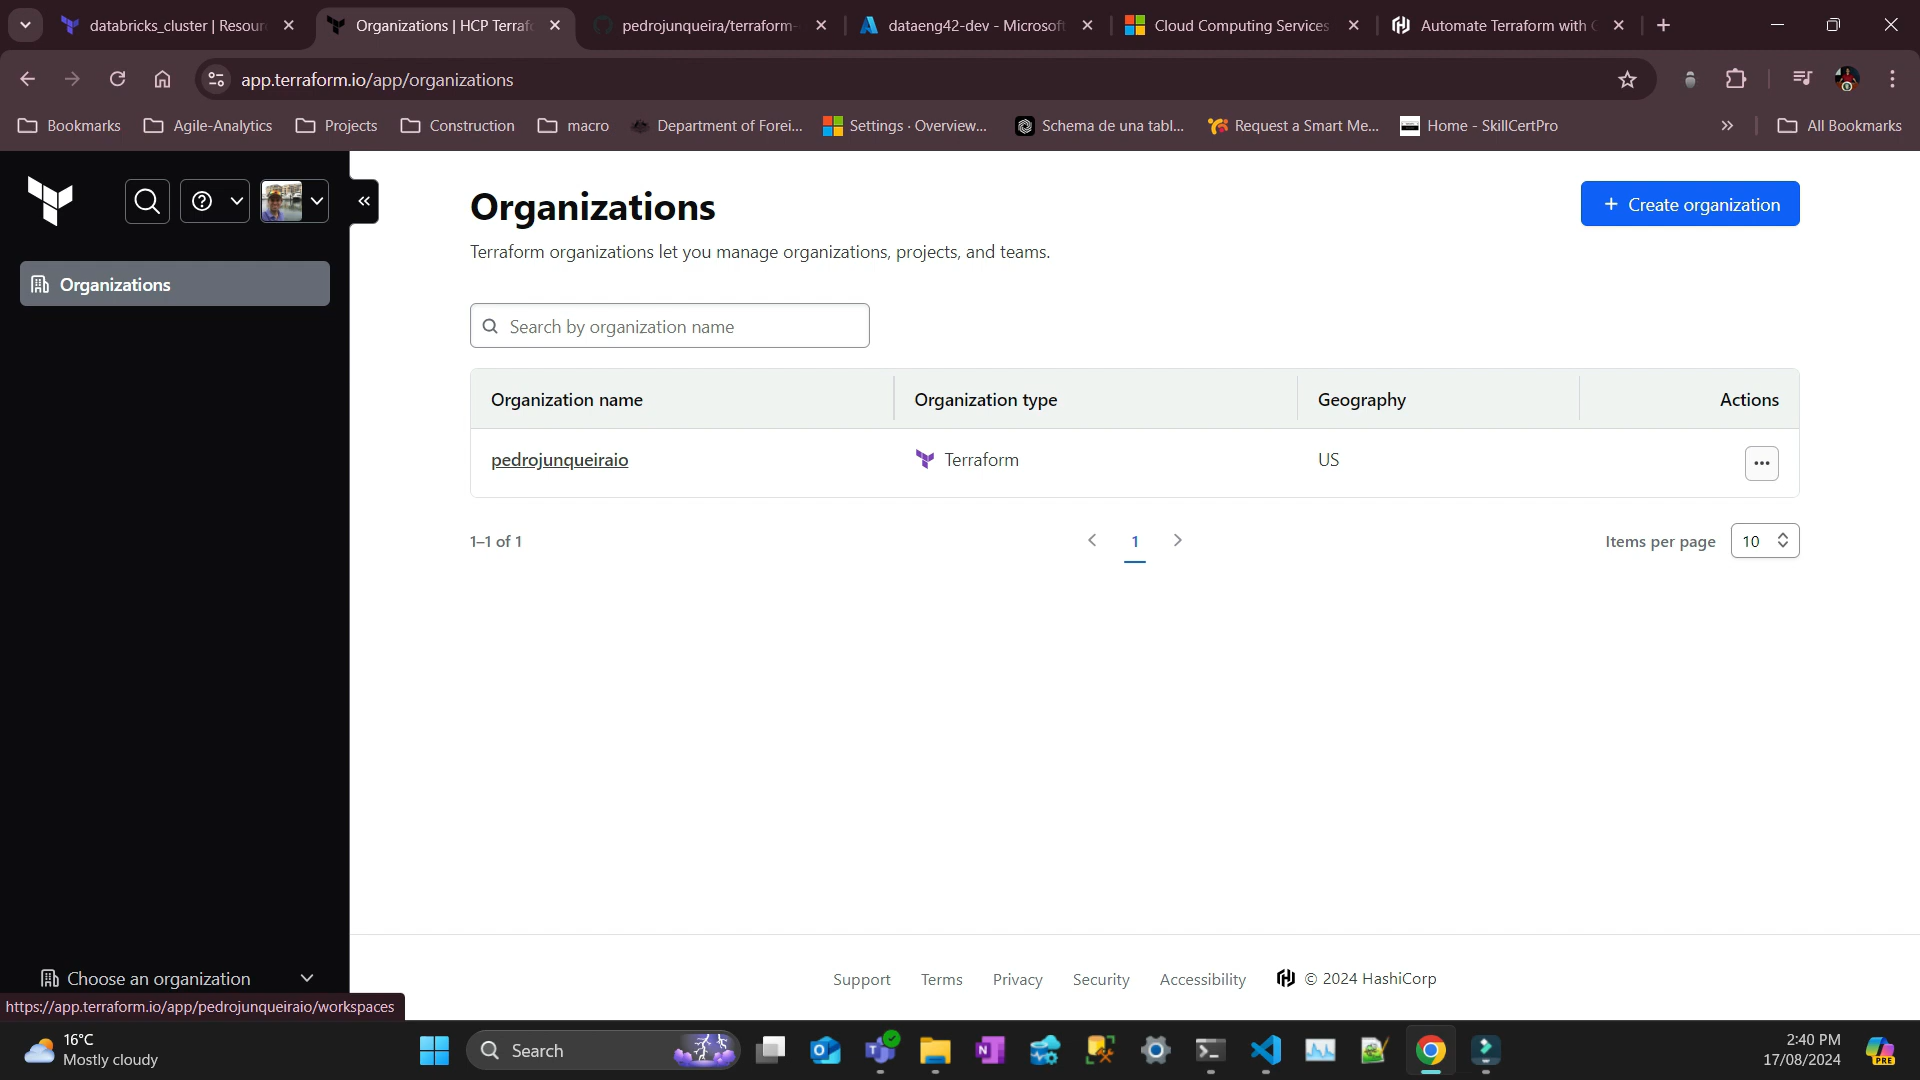 databricks_cluster | Resour
Organizations | HCP Terraf
pedrojunqueira/terraform-
dataeng42-dev - Microsoft
Cloud Computing Services
Automate Terraform with G
app.terraform.io/app/organizations
Bookmarks
Agile-Analytics
Projects
Construction
macro
Department of Forei...
Settings · Overview...
Schema de una tabl...
Request a Smart Me...
Home - SkillCertPro
All Bookmarks
Organizations
Organizations
Terraform organizations let you manage organizations, projects, and teams.
+ Create organization
Search by organization name
Organization name
Organization type
Geography
Actions
pedrojunqueiraio
Terraform
US
1–1 of 1
1
Items per page
10
Choose an organization
Support
Terms
Privacy
Security
Accessibility
© 2024 HashiCorp
https://app.terraform.io/app/pedrojunqueiraio/workspaces
16°C
Mostly cloudy
Search
2:40 PM
17/08/2024
PRE